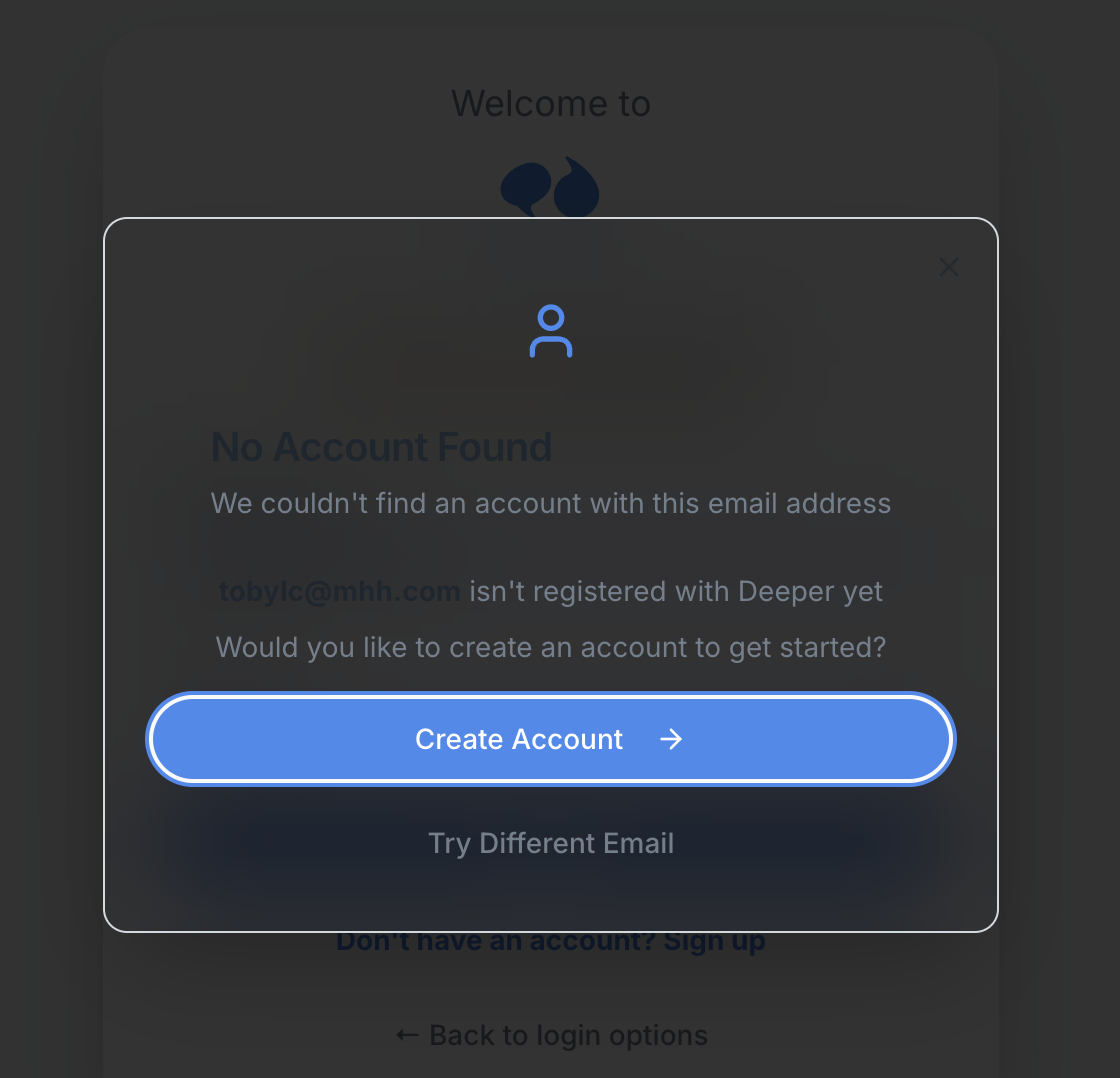 Welcome to
No Account Found
We couldn't find an account with this email address
tobylc@mhh.com isn't registered with Deeper yet
Would you like to create an account to get started?
Create Account →
Try Different Email
Don't have an account? Sign up
← Back to login options